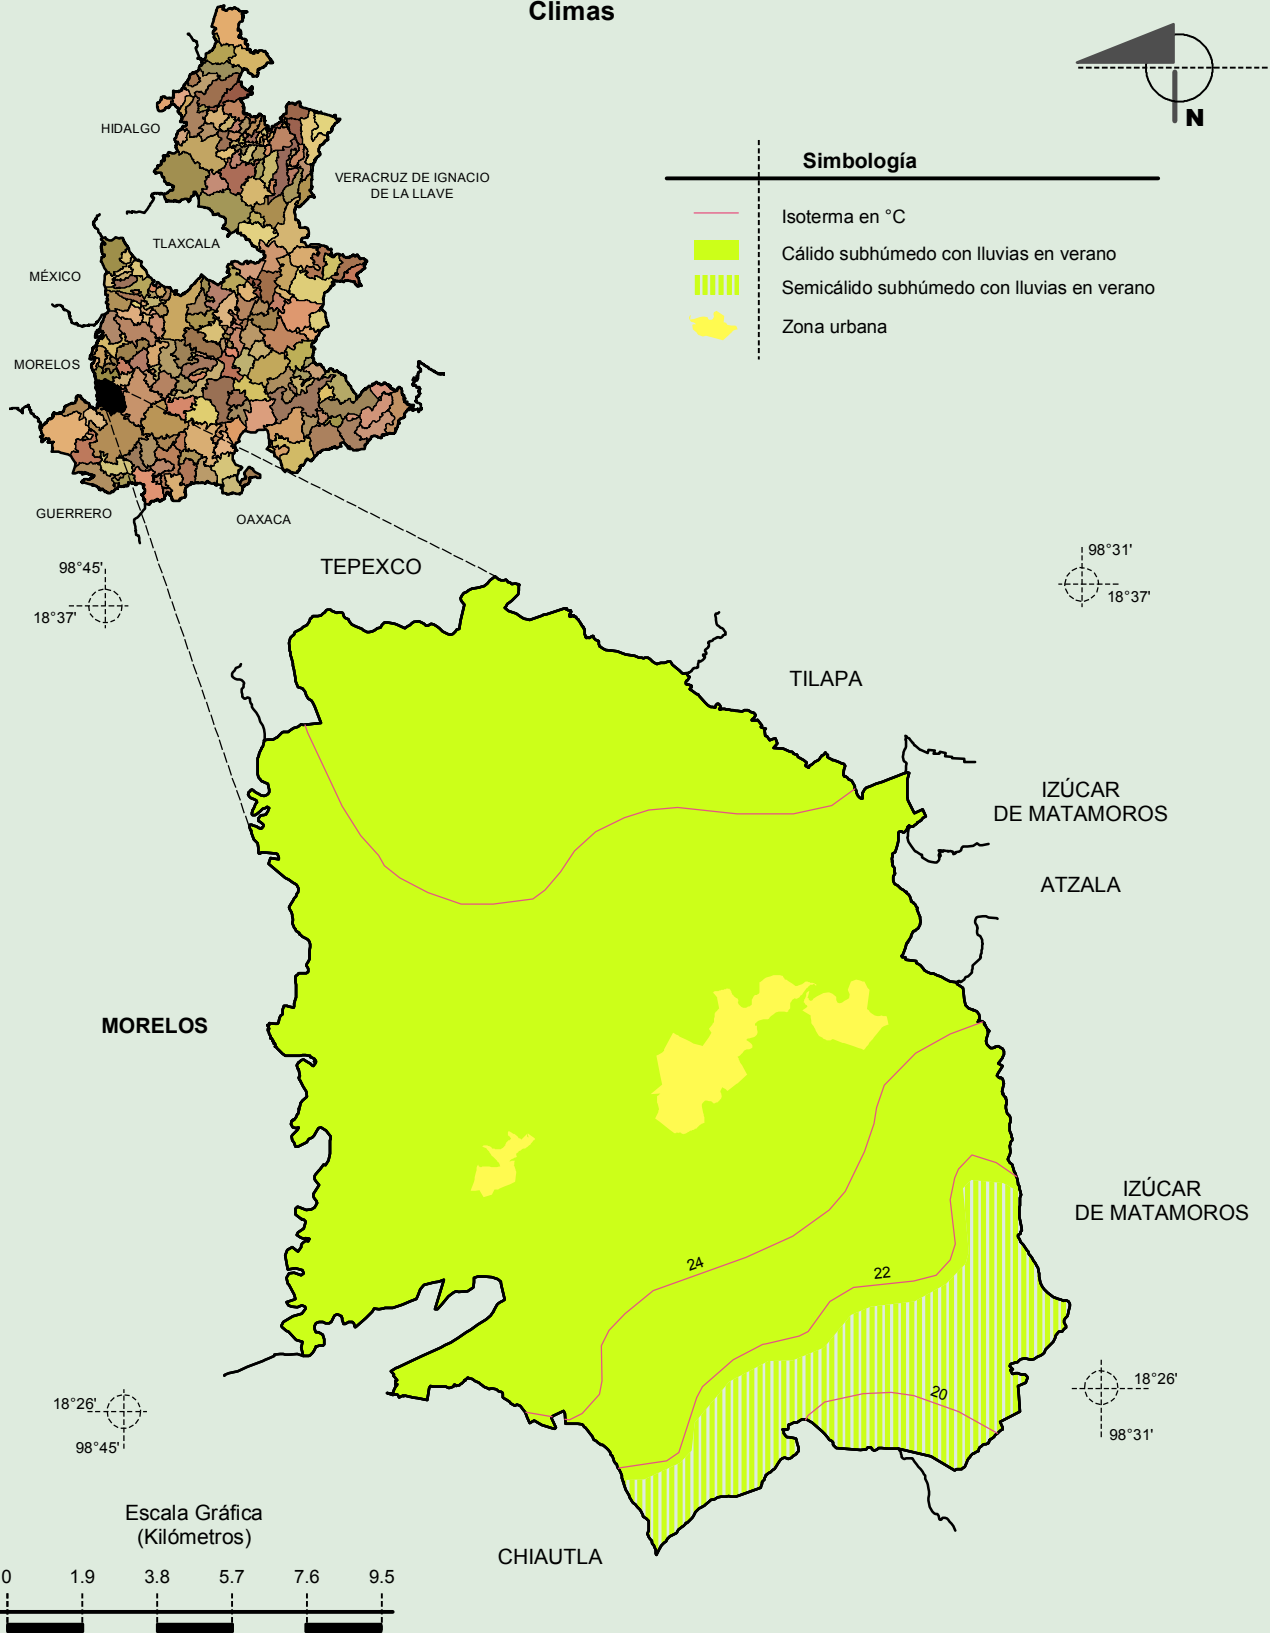 Climas
N
HIDALGO
VERACRUZ DE IGNACIO
DE LA LLAVE
TLAXCALA
MÉXICO
MORELOS
GUERRERO
OAXACA
Simbología
Isoterma en °C
Cálido subhúmedo con lluvias en verano
Semicálido subhúmedo con lluvias en verano
Zona urbana
98°45'
18°37'
TEPEXCO
98°31'
18°37'
TILAPA
IZÚCAR
DE MATAMOROS
ATZALA
MORELOS
IZÚCAR
DE MATAMOROS
24
22
20
18°26'
98°45'
18°26'
98°31'
Escala Gráfica
(Kilómetros)
CHIAUTLA
0 1.9 3.8 5.7 7.6 9.5